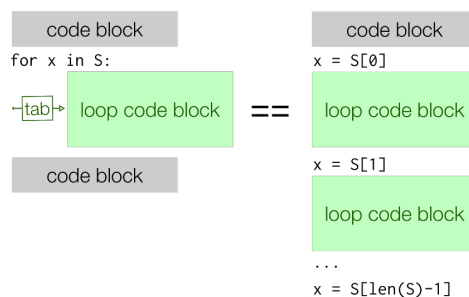 code block
for x in S:
tab
loop code block
code block
==
code block
x = S[0]
loop code block
x = S[1]
loop code block
...
x = S[len(S)-1]